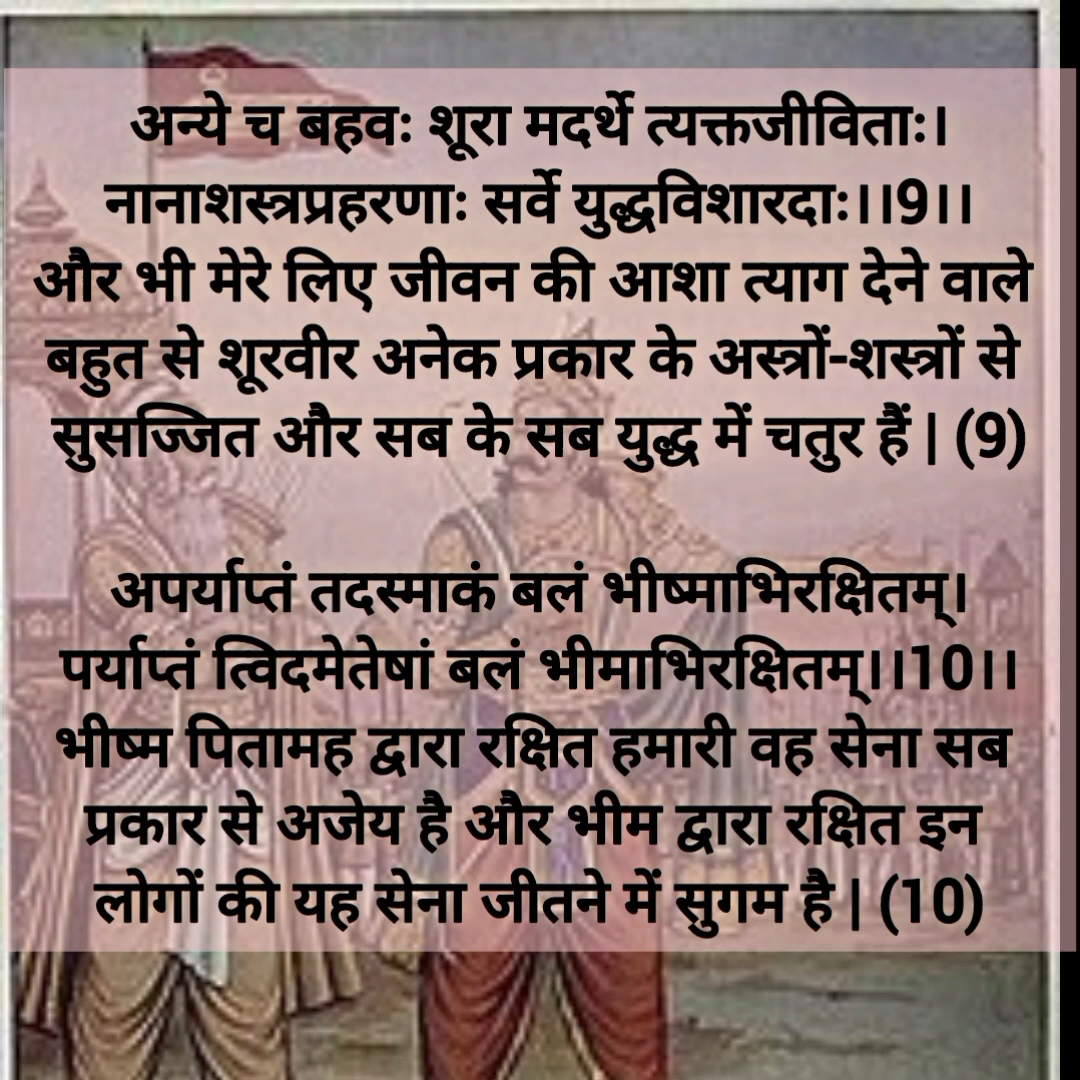 अन्ये च बहवः शूरा मदर्थे त्यक्तजीविताः।
नानाशस्त्रप्रहरणाः सर्वे युद्धविशारदाः।।9।।
और भी मेरे लिए जीवन की आशा त्याग देने वाले
बहुत से शूरवीर अनेक प्रकार के अस्त्रों-शस्त्रों से
सुसज्जित और सब के सब युद्ध में चतुर हैं | (9)
अपर्याप्तं तदस्माकं बलं भीष्माभिरक्षितम्।
पर्याप्तं त्विदमेतेषां बलं भीमाभिरक्षितम्।।10।।
भीष्म पितामह द्वारा रक्षित हमारी वह सेना सब
प्रकार से अजेय है और भीम द्वारा रक्षित इन
लोगों की यह सेना जीतने में सुगम है | (10)